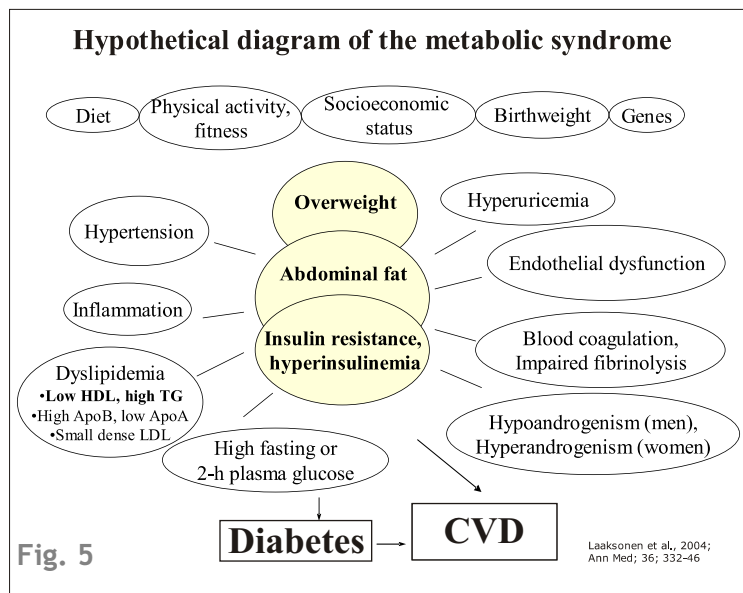 Hypothetical diagram of the metabolic syndrome
Diet
Physical activity,
fitness
Socioeconomic
status
Birthweight
Genes
Overweight
Hyperuricemia
Hypertension
Abdominal fat
Endothelial dysfunction
Inflammation
Insulin resistance,
hyperinsulinemia
Blood coagulation,
Impaired fibrinolysis
Dyslipidemia
•Low HDL, high TG
•High ApoB, low ApoA
•Small dense LDL
Hypoandrogenism (men),
Hyperandrogenism (women)
High fasting or
2-h plasma glucose
Diabetes
CVD
Fig. 5
Laaksonen et al., 2004;
Ann Med; 36; 332-46